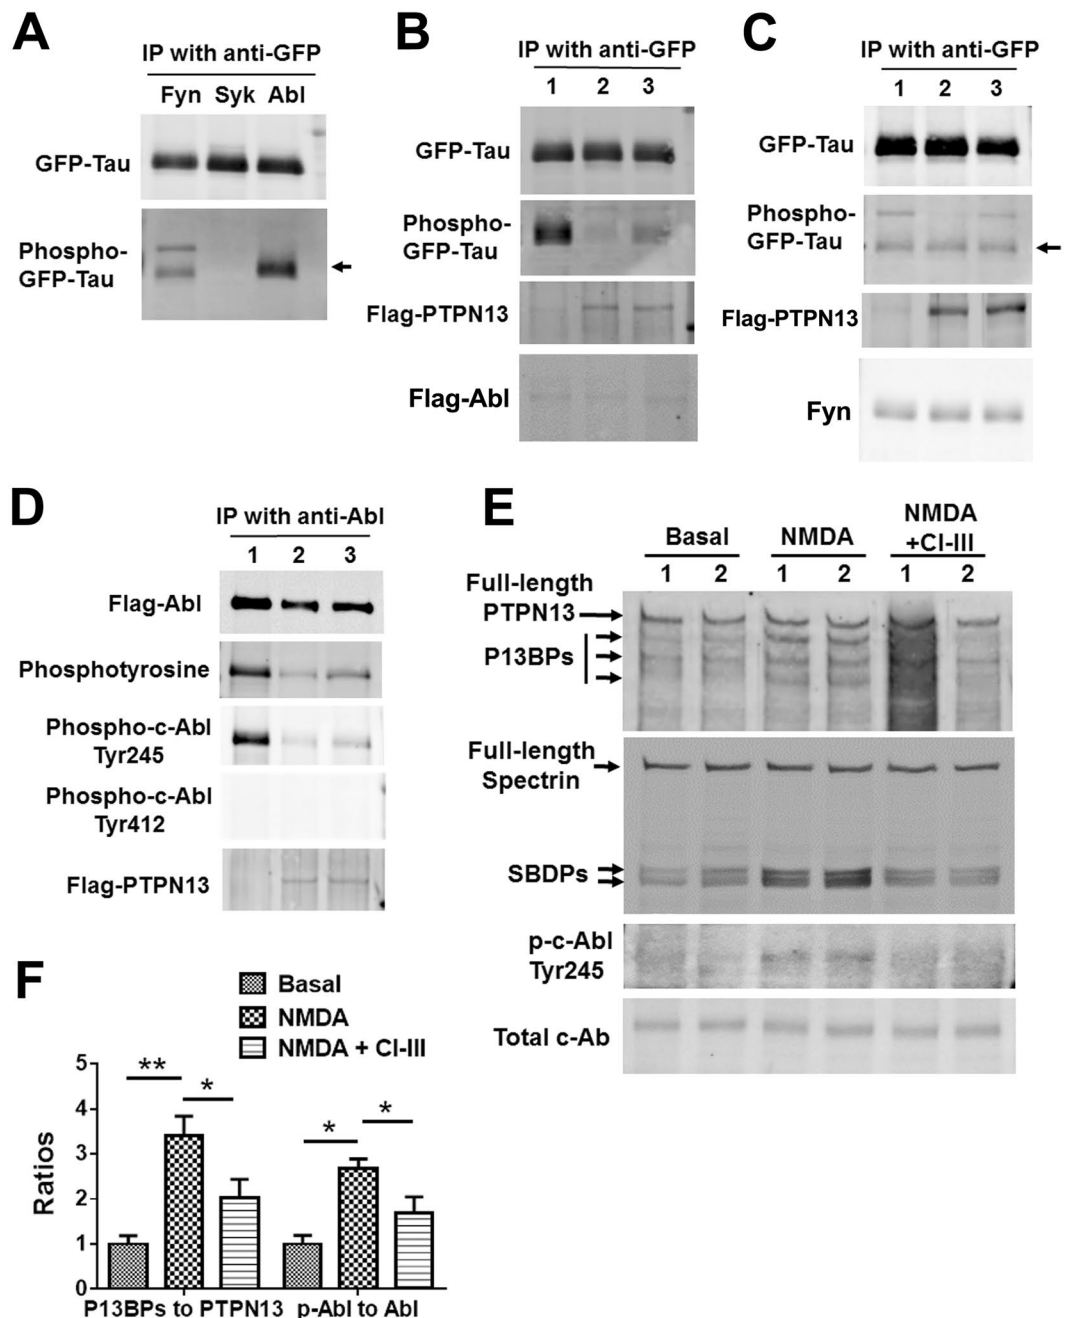 A
IP with anti-GFP
Fyn Syk Abl
GFP-Tau
Phospho-
GFP-Tau
B
IP with anti-GFP
1 2 3
GFP-Tau
Phospho-
GFP-Tau
Flag-PTPN13
Flag-Abl
C
IP with anti-GFP
1 2 3
GFP-Tau
Phospho-
GFP-Tau
Flag-PTPN13
Fyn
D
IP with anti-Abl
1 2 3
Flag-Abl
Phosphotyrosine
Phospho-c-Abl
Tyr245
Phospho-c-Abl
Tyr412
Flag-PTPN13
E
Basal NMDA NMDA
+CI-III
1 2 1 2 1 2
Full-length
PTPN13
P13BPs
Full-length
Spectrin
SBDPs
p-c-Abl
Tyr245
Total c-Ab
F
Basal
NMDA
NMDA + CI-III
Ratios
5
4
3
2
1
0
** * * *
P13BPs to PTPN13 p-Abl to Abl